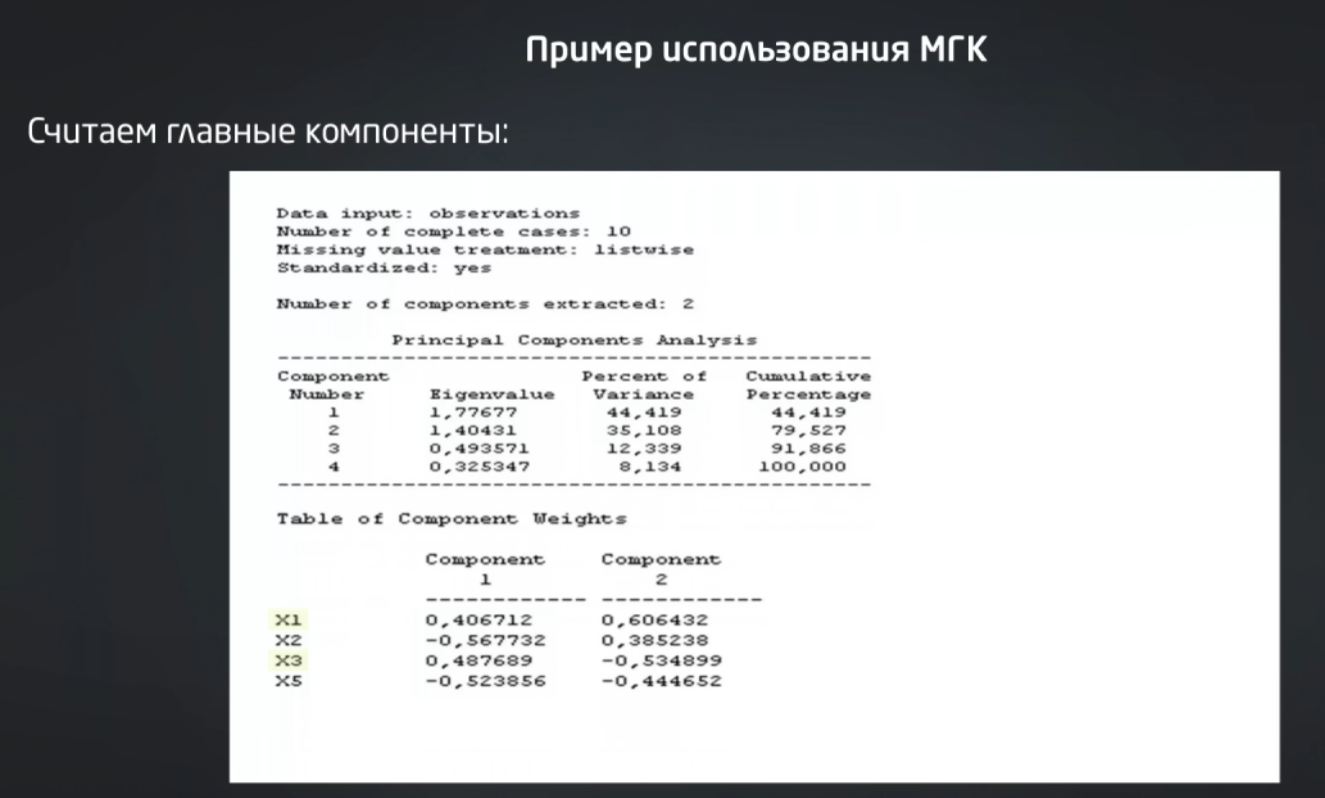 Пример использования МГК
Считаем главные компоненты:
Data input: observations
Number of complete cases: 10
Missing value treatment: listwise
Standardized: yes
Number of components extracted: 2
Principal Components Analysis
Component Percent of Cumulative
Number Eigenvalue Variance Percentage
1 1,77677 44,419 44,419
2 1,40431 35,108 79,527
3 0,493571 12,339 91,866
4 0,325347 8,134 100,000
Table of Component Weights
Component Component
1 2
X1 0,406712 0,606432
X2 -0,567732 0,385238
X3 0,487689 -0,534899
X5 -0,523856 -0,444652